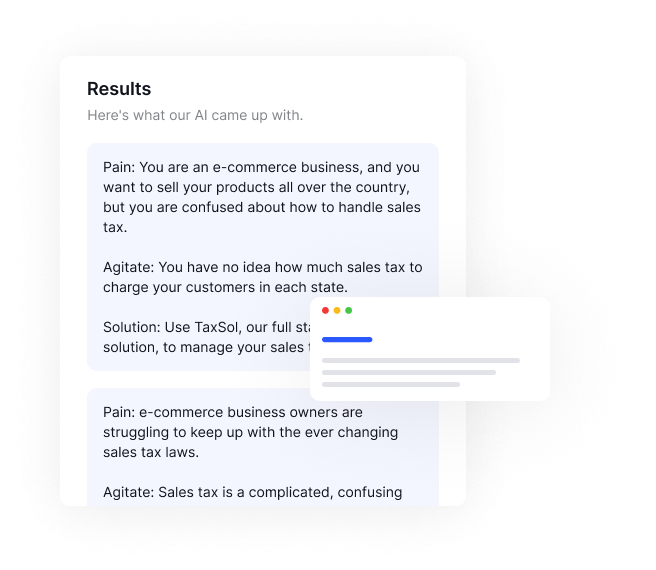 Results
Here's what our AI came up with.
Pain: You are an e-commerce business, and you
want to sell your products all over the country,
but you are confused about how to handle sales
tax.
Agitate: You have no idea how much sales tax to
charge your customers in each state.
Solution: Use TaxSol, our full
solution, to manage your sales
Pain: e-commerce business owners are
struggling to keep up with the ever changing
sales tax laws.
Agitate: Sales tax is a complicated, confusing